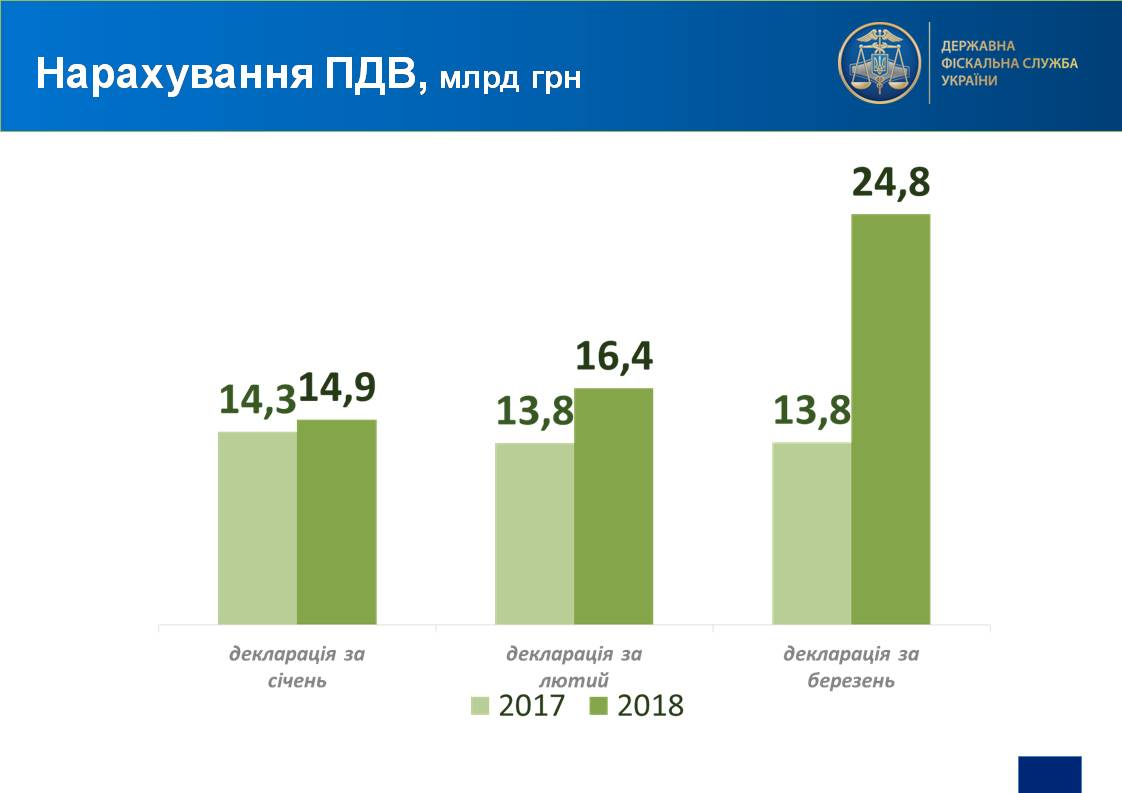 Нарахування ПДВ, млрд грн
ДЕРЖАВНА
ФІСКАЛЬНА СЛУЖБА
УКРАЇНИ
24,8
16,4
14,3 14,9
13,8
13,8
декларація за
січень
декларація за
лютий
декларація за
березень
2017 2018